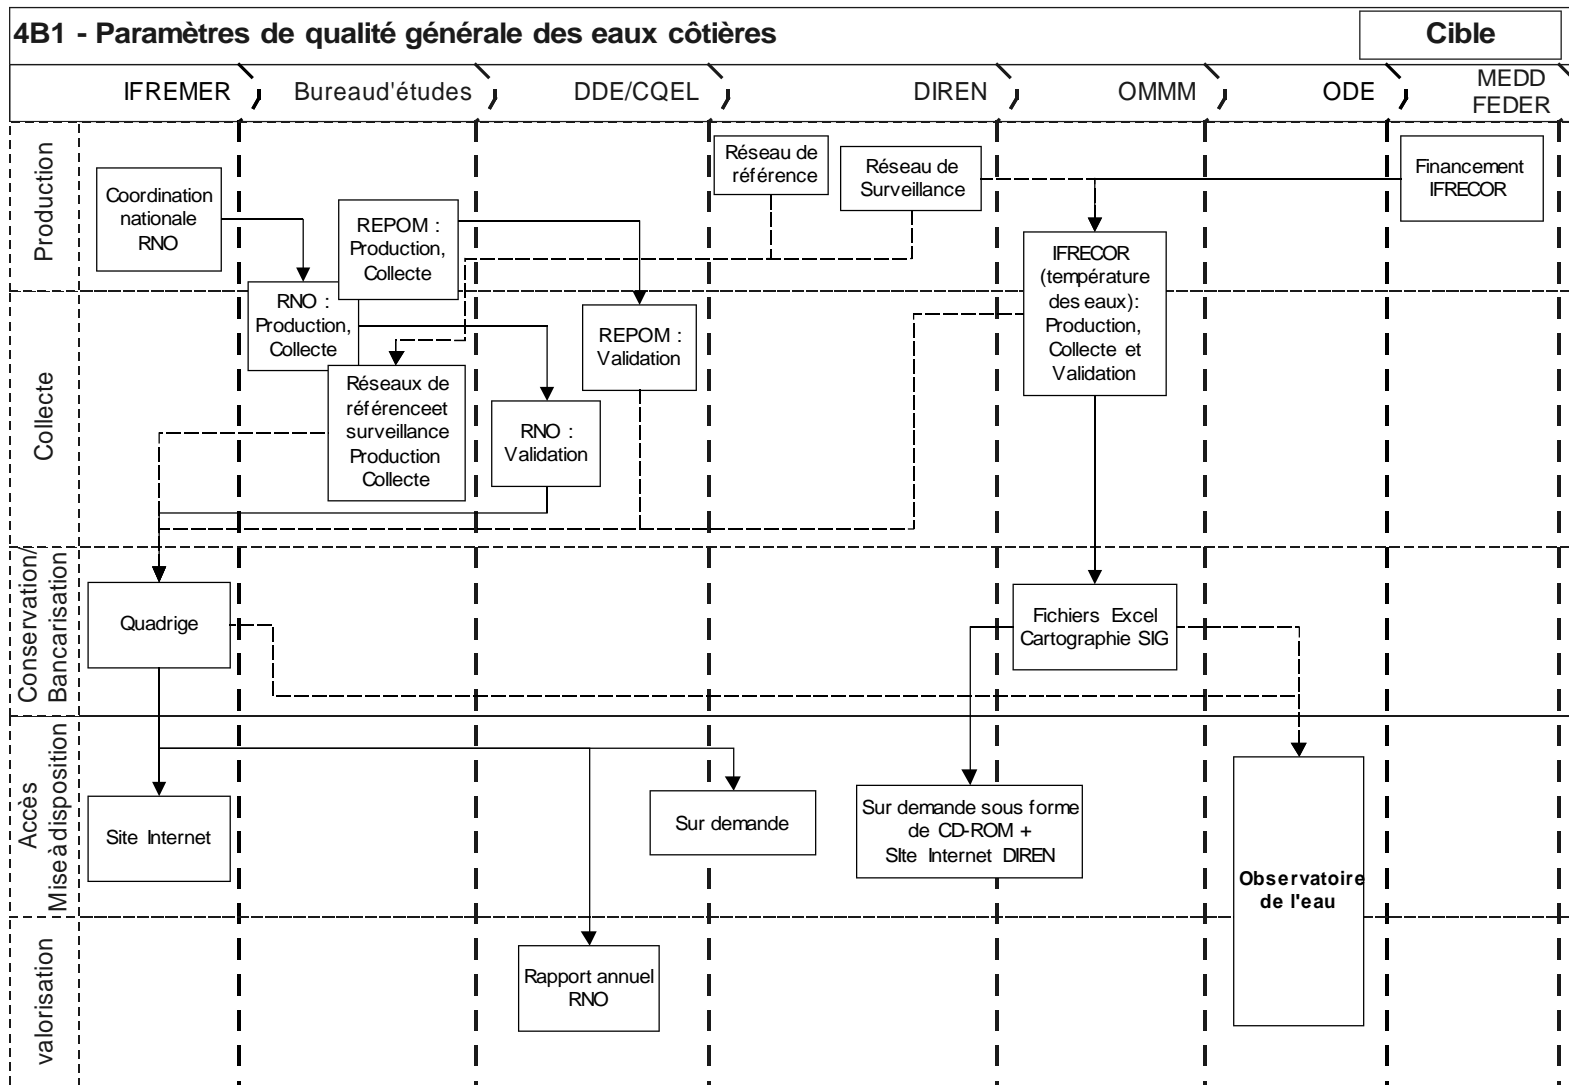 4B1 - Paramètres de qualité générale des eaux côtières
Cible
IFREMER
Bureaud'études
DDE/CQEL
DIREN
OMMM
ODE
MEDD
FEDER
Production
Coordination
nationale
RNO
REPOM :
Production,
Collecte
Réseau de
référence
Réseau de
Surveillance
Financement
IFRECOR
IFRECOR
(température
des eaux):
Production,
Collecte et
Validation
Collecte
RNO :
Production,
Collecte
REPOM :
Validation
Réseaux de
référenceet
surveillance
Production
Collecte
RNO :
Validation
Conservation/
Bancarisation
Quadrige
Fichiers Excel
Cartographie SIG
Accès
Miseàdisposition
Site Internet
Sur demande
Sur demande sous forme
de CD-ROM +
SIte Internet DIREN
Observatoire
de l'eau
valorisation
Rapport annuel
RNO